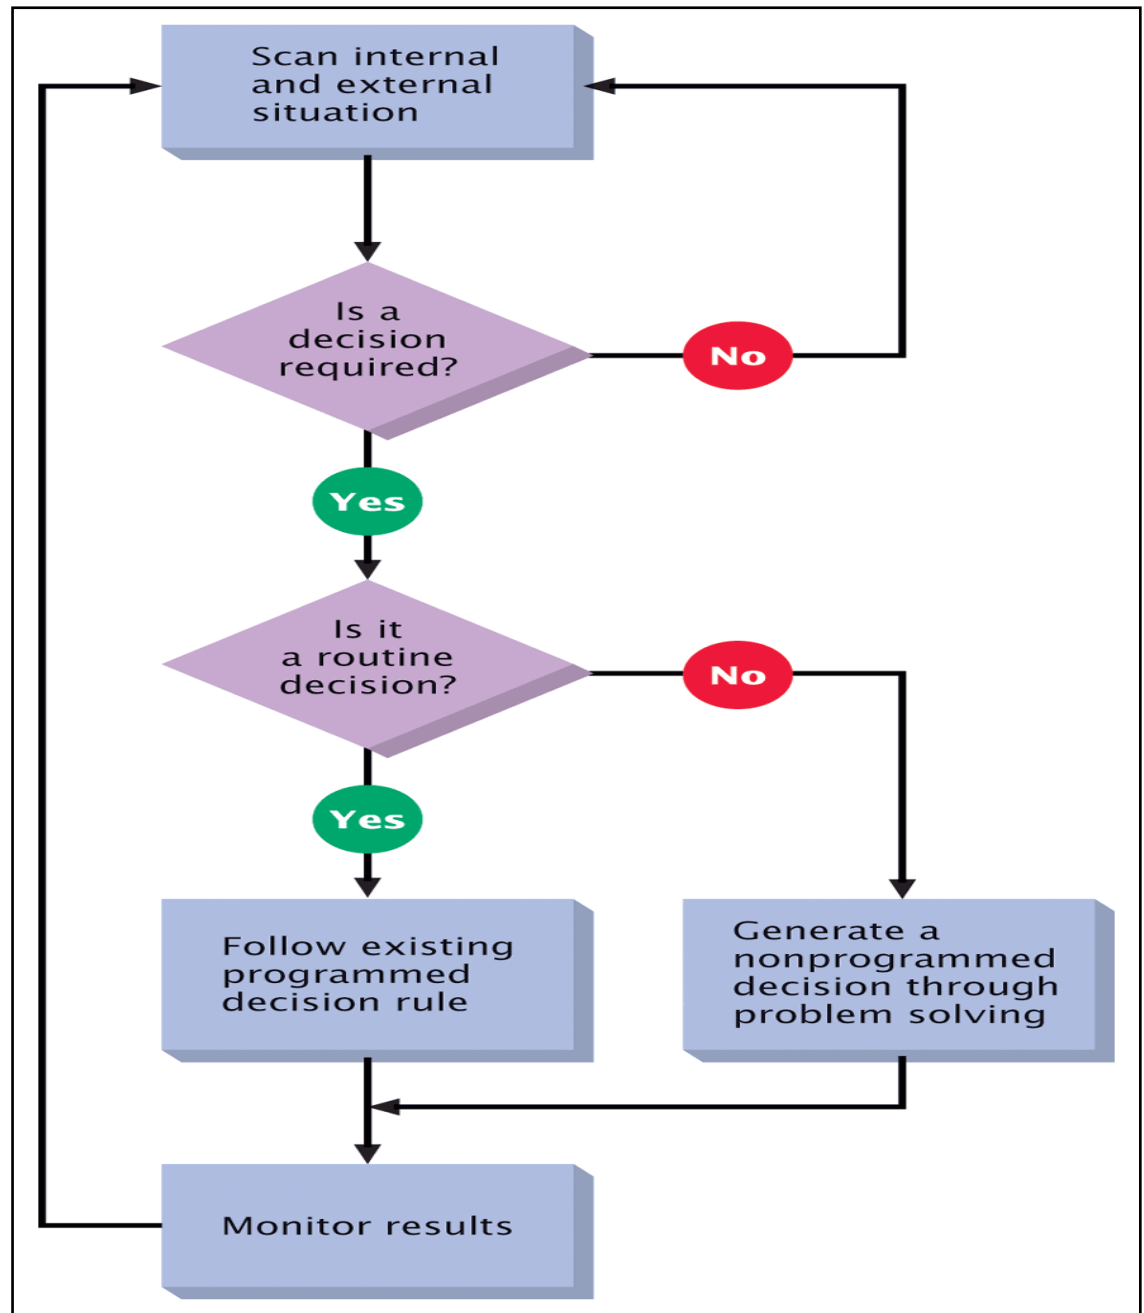 Scan internal
and external
situation
Is a
decision
required?
No
Yes
Is it
a routine
decision?
No
Yes
Follow existing
programmed
decision rule
Generate a
nonprogrammed
decision through
problem solving
Monitor results